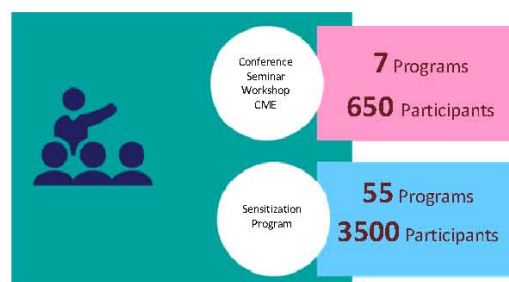 Conference
Seminar
Workshop
CME
7 Programs
650 Participants
Sensitization
Program
55 Programs
3500 Participants